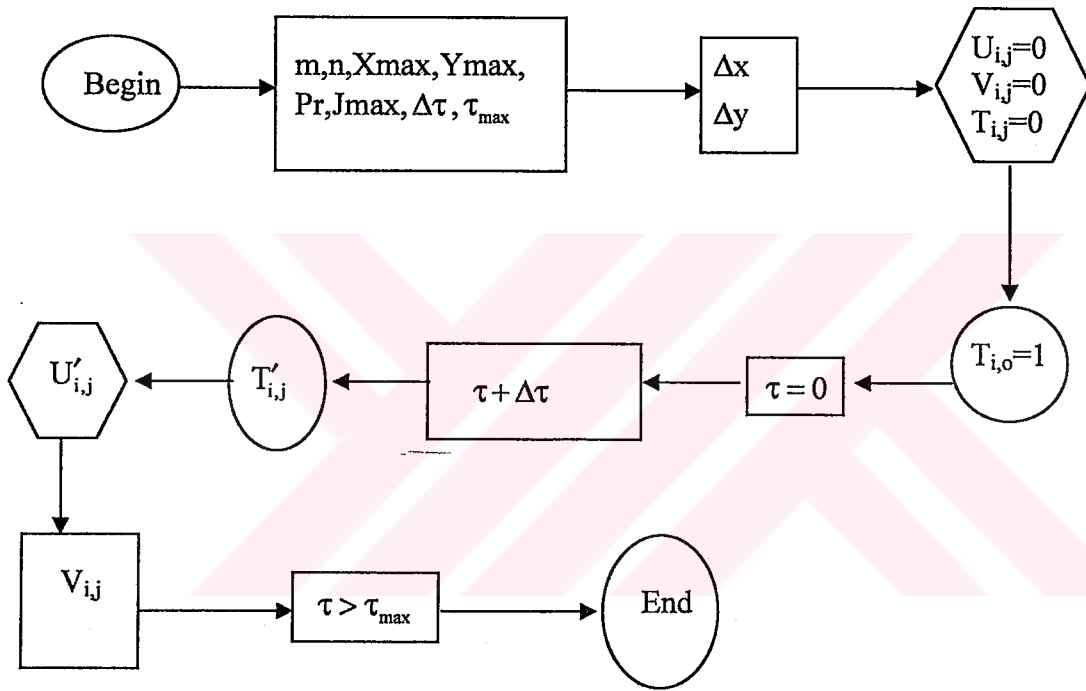 Begin
m,n,Xmax,Ymax,
Pr,Jmax, Δτ, τmax
Δx
Δy
Ui,j=0
Vi,j=0
Ti,j=0
Ti,o=1
τ = 0
τ + Δτ
T′i,j
U′i,j
Vi,j
τ > τmax
End